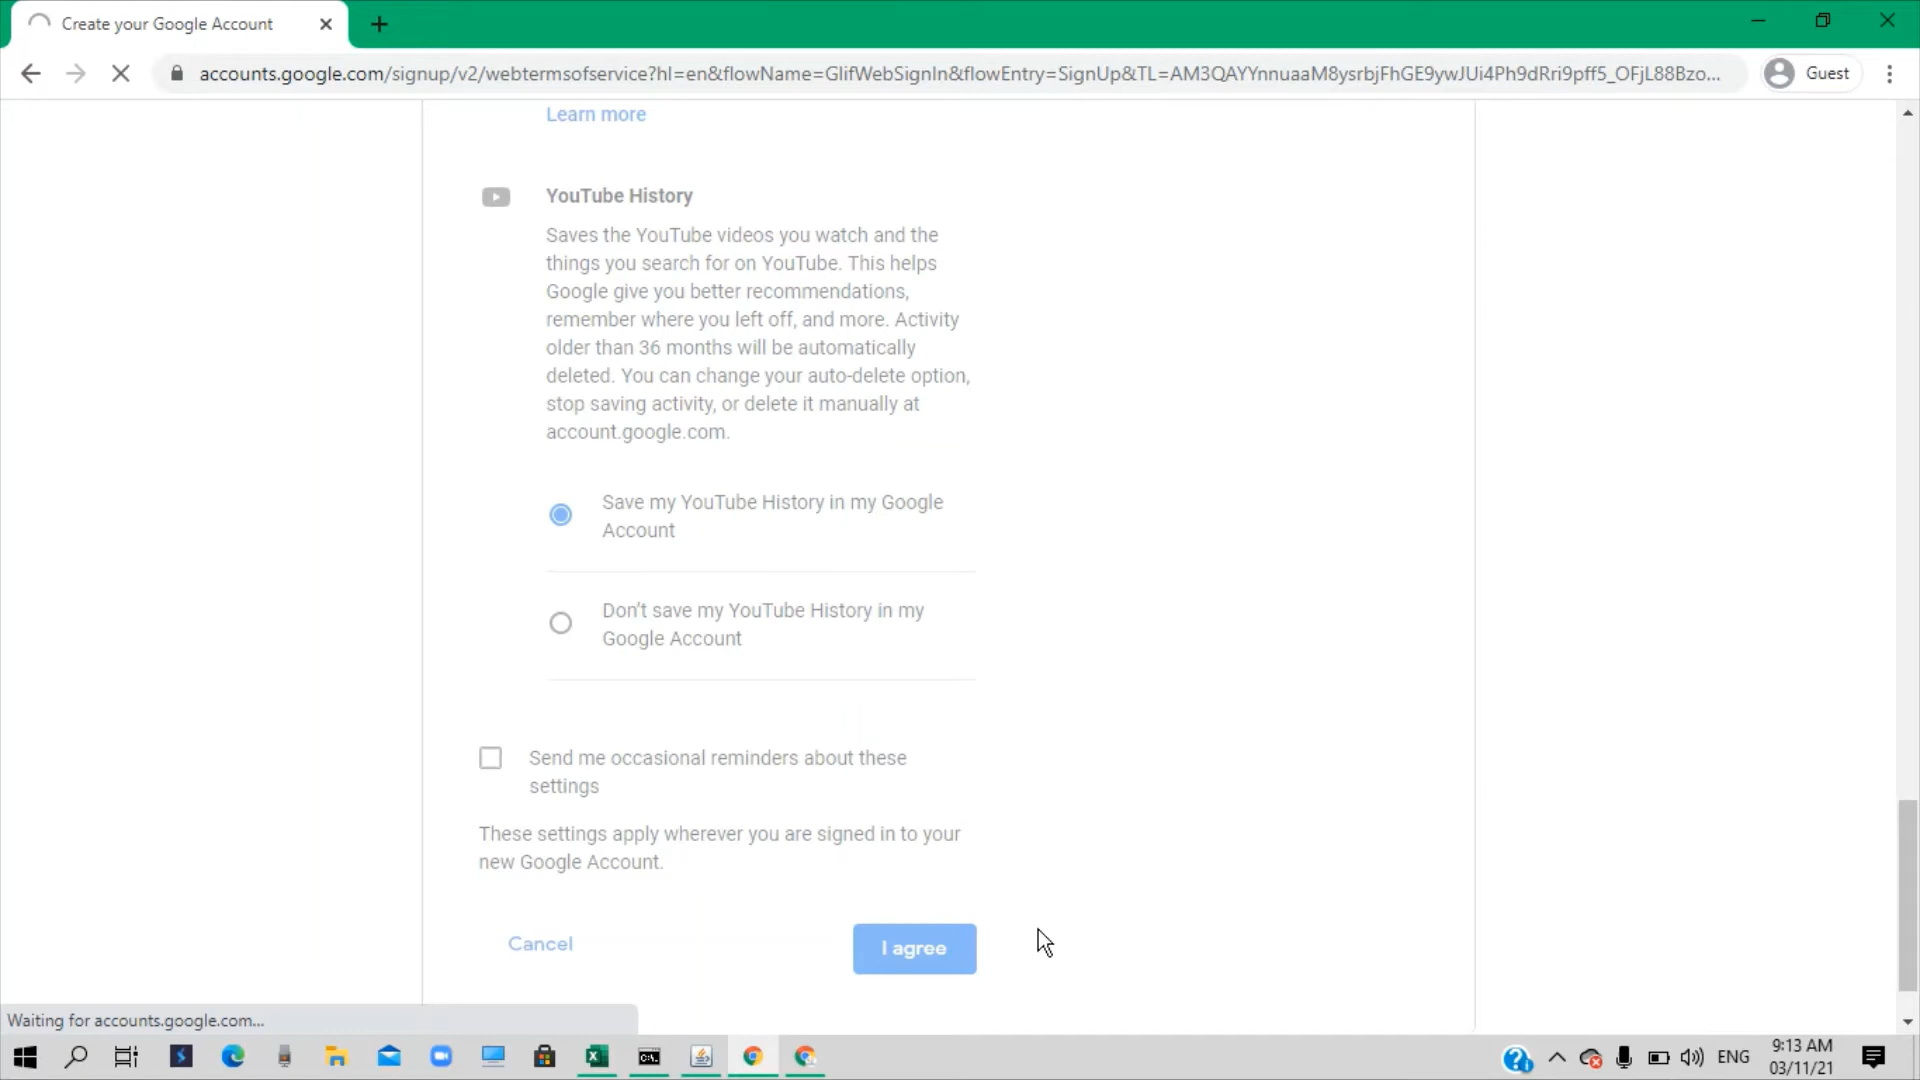 Create your Google Account
accounts.google.com/signup/v2/webtermsofservice?hl=en&flowName=GlifWebSignIn&flowEntry=SignUp&TL=AM3QAYYnnuaaM8ysrbjFhGE9ywJUi4Ph9dRri9pff5_OFjL88Bzo...
Guest
Learn more
YouTube History
Saves the YouTube videos you watch and the
things you search for on YouTube. This helps
Google give you better recommendations,
remember where you left off, and more. Activity
older than 36 months will be automatically
deleted. You can change your auto-delete option,
stop saving activity, or delete it manually at
account.google.com.
Save my YouTube History in my Google
Account
Don't save my YouTube History in my
Google Account
Send me occasional reminders about these
settings
These settings apply wherever you are signed in to your
new Google Account.
Cancel
I agree
Waiting for accounts.google.com...
ENG
9:13 AM
03/11/21